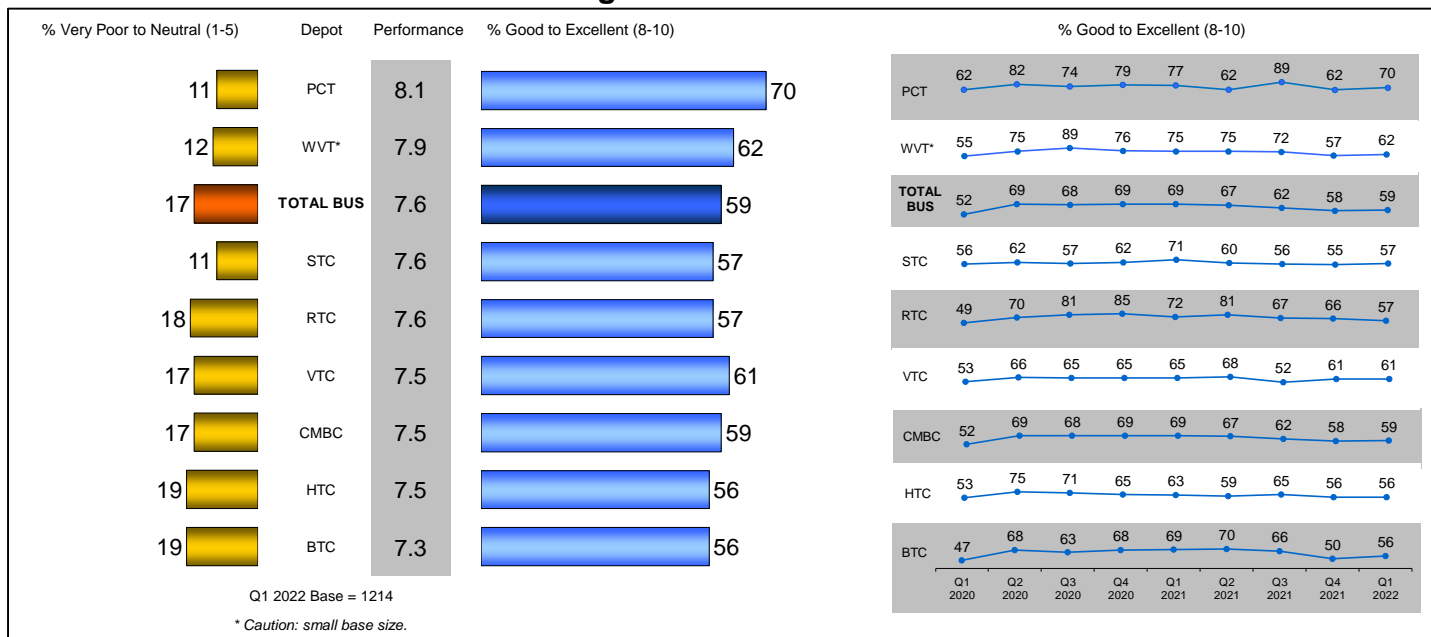 % Very Poor to Neutral (1-5) Depot Performance % Good to Excellent (8-10)
11 PCT 8.1 70
12 WVT* 7.9 62
17 TOTAL BUS 7.6 59
11 STC 7.6 57
18 RTC 7.6 57
17 VTC 7.5 61
17 CMBC 7.5 59
19 HTC 7.5 56
19 BTC 7.3 56
Q1 2022 Base = 1214
* Caution: small base size.
% Good to Excellent (8-10)
PCT 62 82 74 79 77 62 89 62 70
WVT* 55 75 89 76 75 75 72 57 62
TOTAL
BUS 52 69 68 69 69 67 62 58 59
STC 56 62 57 62 71 60 56 55 57
RTC 49 70 81 85 72 81 67 66 57
VTC 53 66 65 65 65 68 52 61 61
CMBC 52 69 68 69 69 67 62 58 59
HTC 53 75 71 65 63 59 65 56 56
BTC 47 68 63 68 69 70 66 50 56
Q1 Q2 Q3 Q4 Q1 Q2 Q3 Q4 Q1
2020 2020 2020 2020 2021 2021 2021 2021 2022